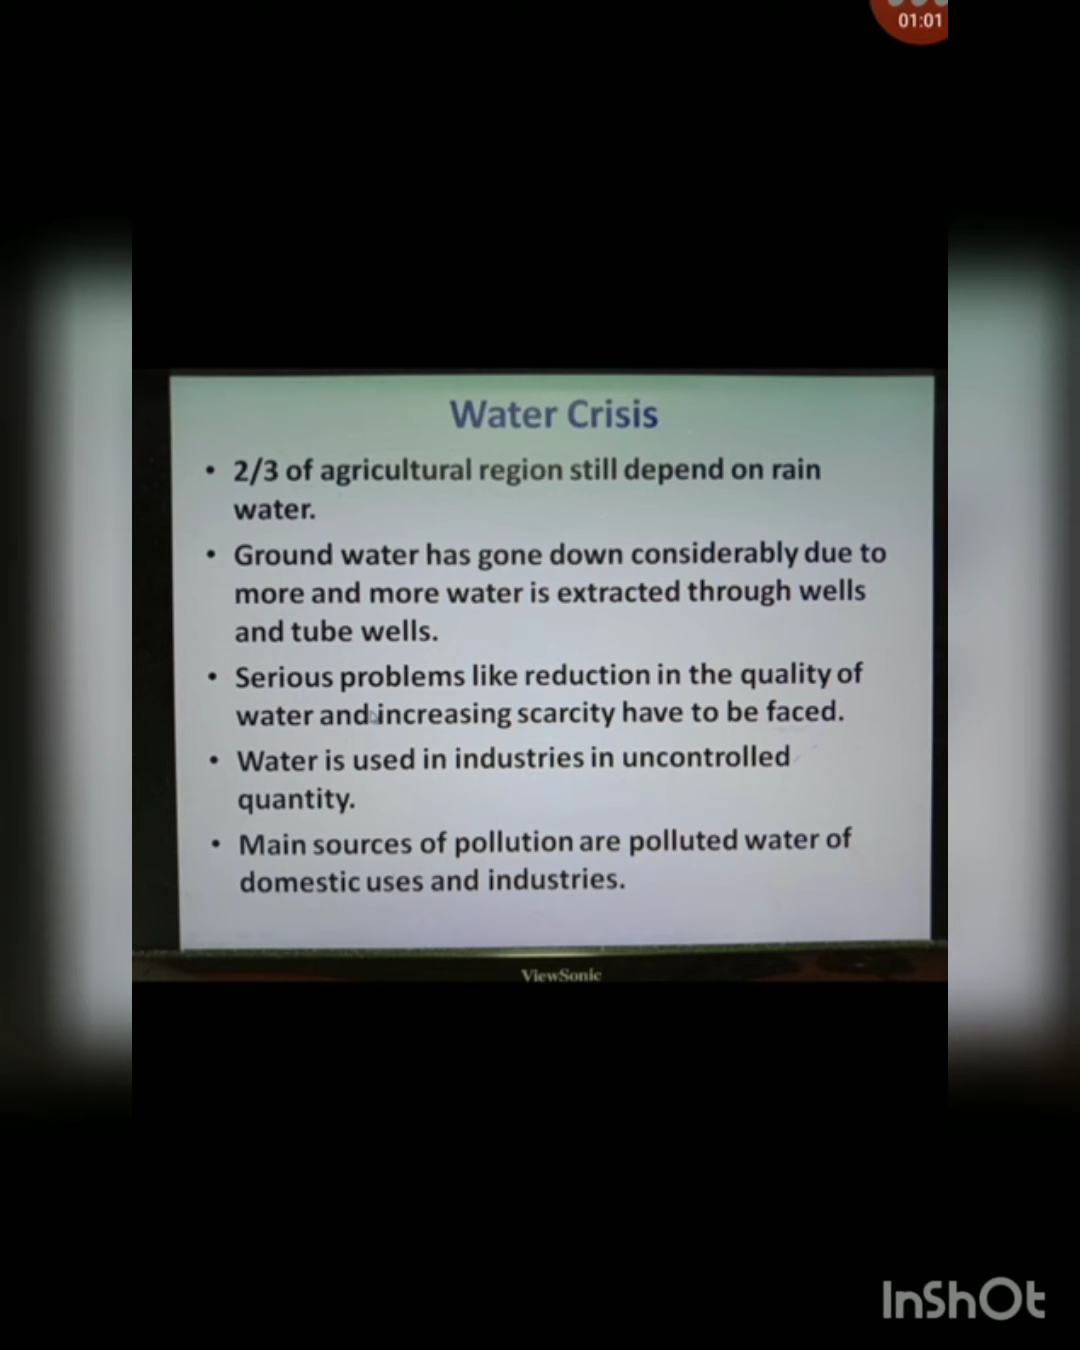 01:01
Water Crisis
• 2/3 of agricultural region still depend on rain
water.
• Ground water has gone down considerably due to
more and more water is extracted through wells
and tube wells.
• Serious problems like reduction in the quality of
water and increasing scarcity have to be faced.
• Water is used in industries in uncontrolled
quantity.
• Main sources of pollution are polluted water of
domestic uses and industries.
ViewSonic
InShOt